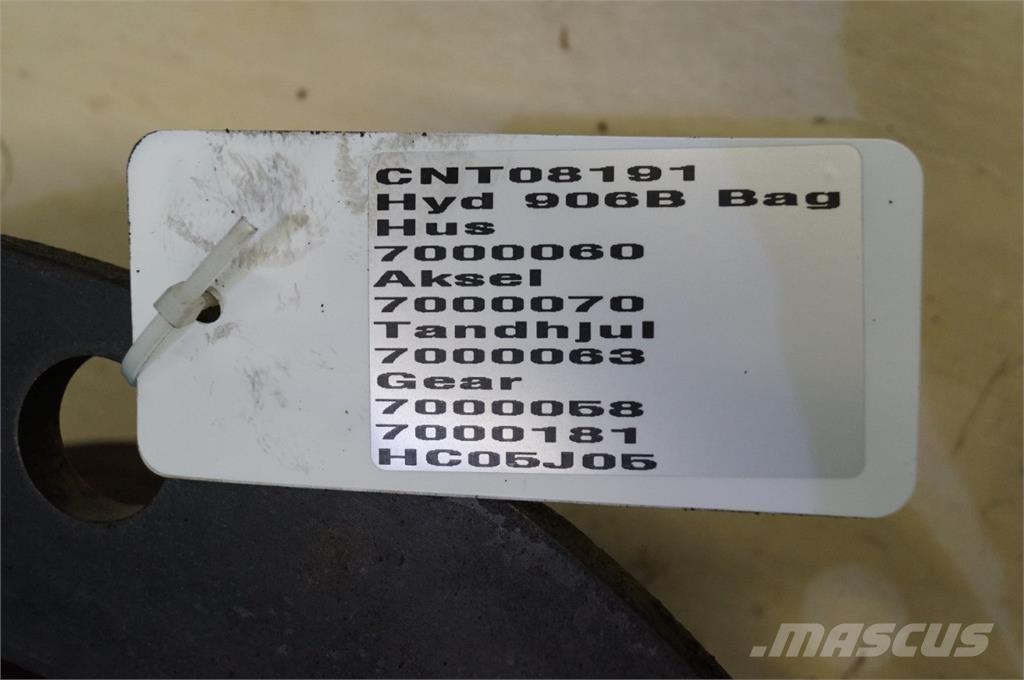 CNT08191
Hyd 906B Bag
Hus
7000060
Aksel
7000070
Tandhjul
7000063
Gear
7000058
7000181
HC05J05
.MASCUS